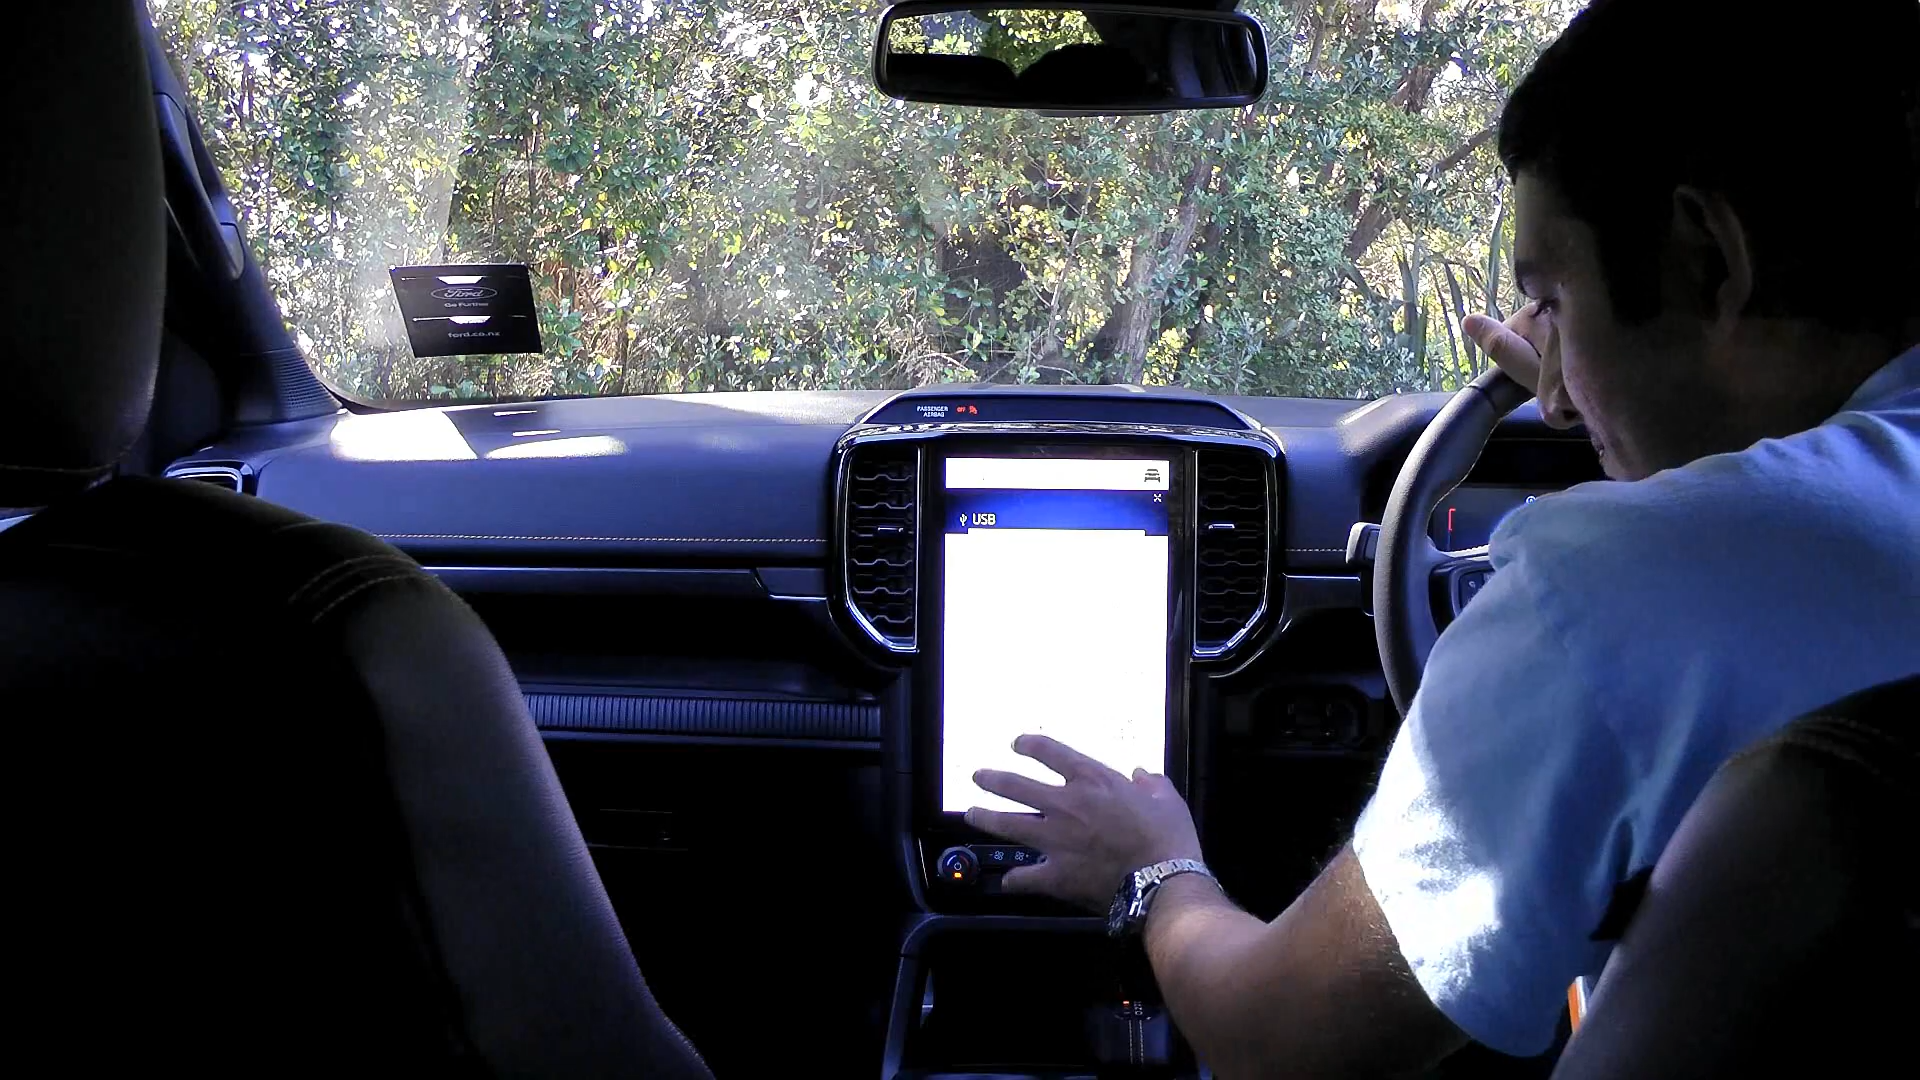 Ford
Go Further
ford.co.nz
PASSENGER
AIRBAG
OFF
USB